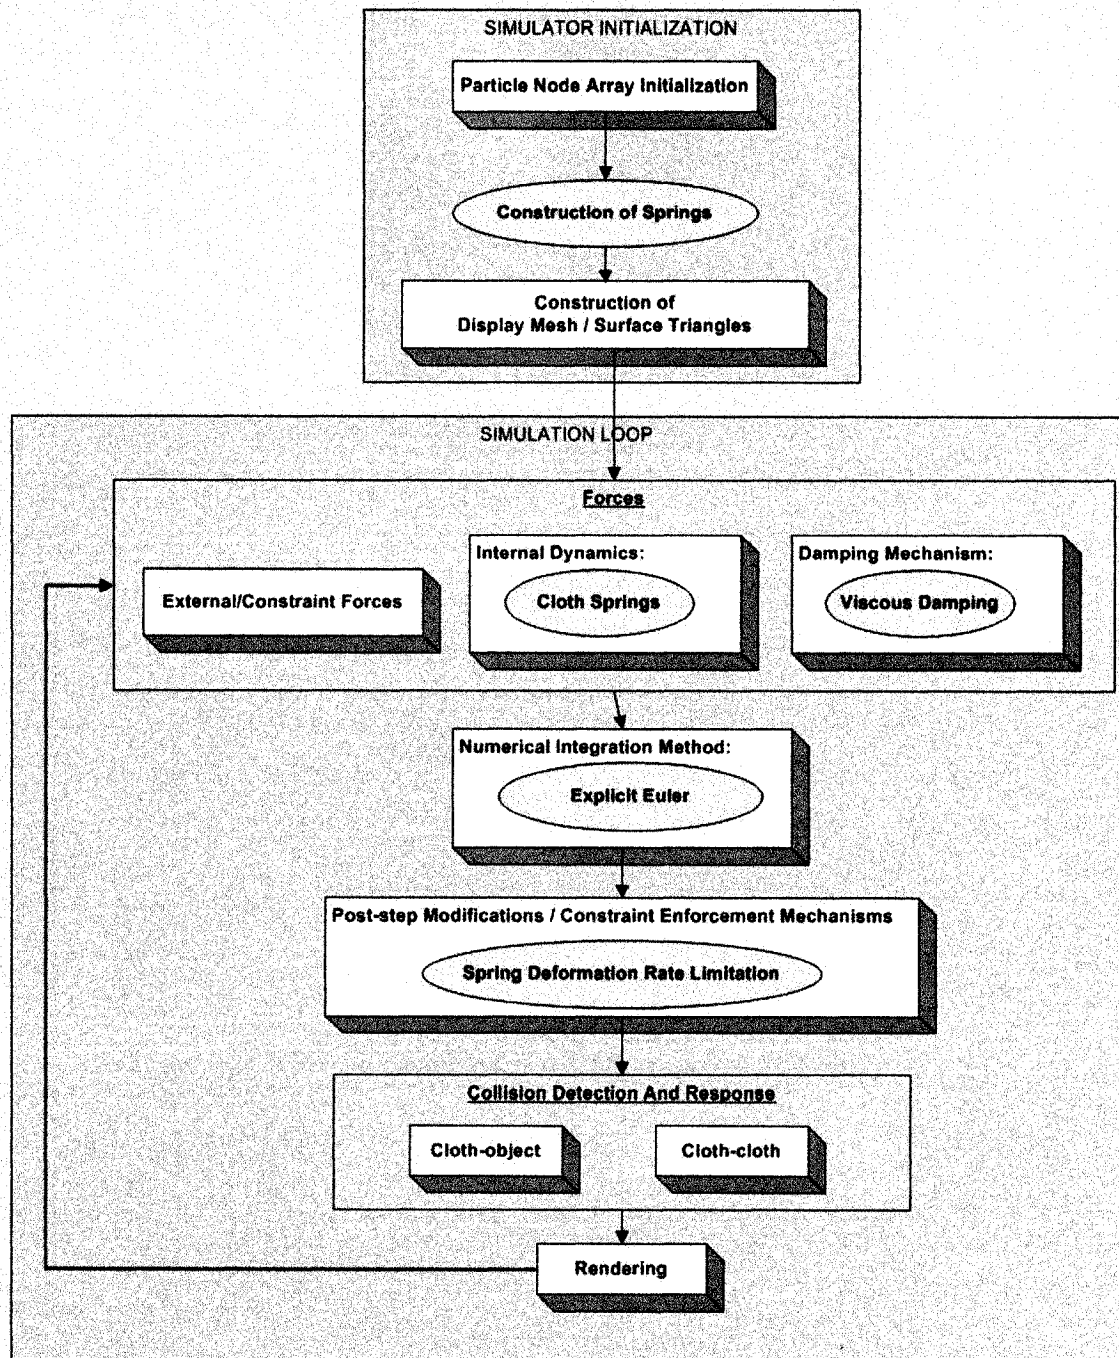 SIMULATOR INITIALIZATION
Particle Node Array Initialization
Construction of Springs
Construction of
Display Mesh / Surface Triangles
SIMULATION LOOP
Forces
External/Constraint Forces
Internal Dynamics:
Cloth Springs
Damping Mechanism:
Viscous Damping
Numerical Integration Method:
Explicit Euler
Post-step Modifications / Constraint Enforcement Mechanisms
Spring Deformation Rate Limitation
Collision Detection And Response
Cloth-object
Cloth-cloth
Rendering